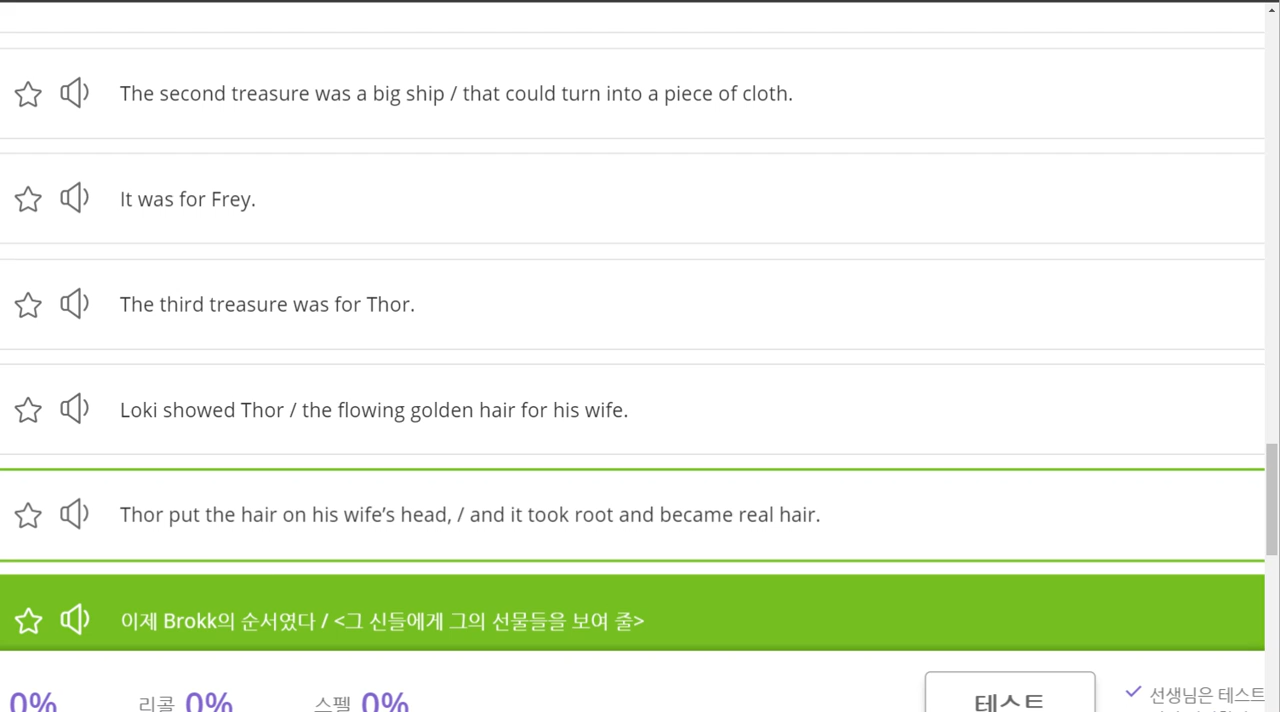 The second treasure was a big ship / that could turn into a piece of cloth.
It was for Frey.
The third treasure was for Thor.
Loki showed Thor / the flowing golden hair for his wife.
Thor put the hair on his wife’s head, / and it took root and became real hair.
이제 Brokk의 순서였다 / <그 신들에게 그의 선물들을 보여 줄>
0% 리콜 0% 스펠 0% 테스트 선생님은 테스트